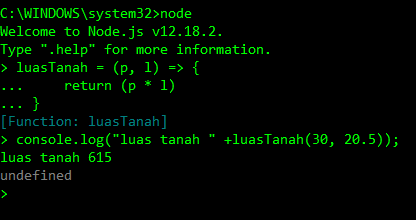 C:\WINDOWS\system32>node
Welcome to Node.js v12.18.2.
Type ".help" for more information.
> luasTanah = (p, l) => {
...     return (p * l)
... }
[Function: luasTanah]
> console.log("luas tanah " +luasTanah(30, 20.5));
luas tanah 615
undefined
>